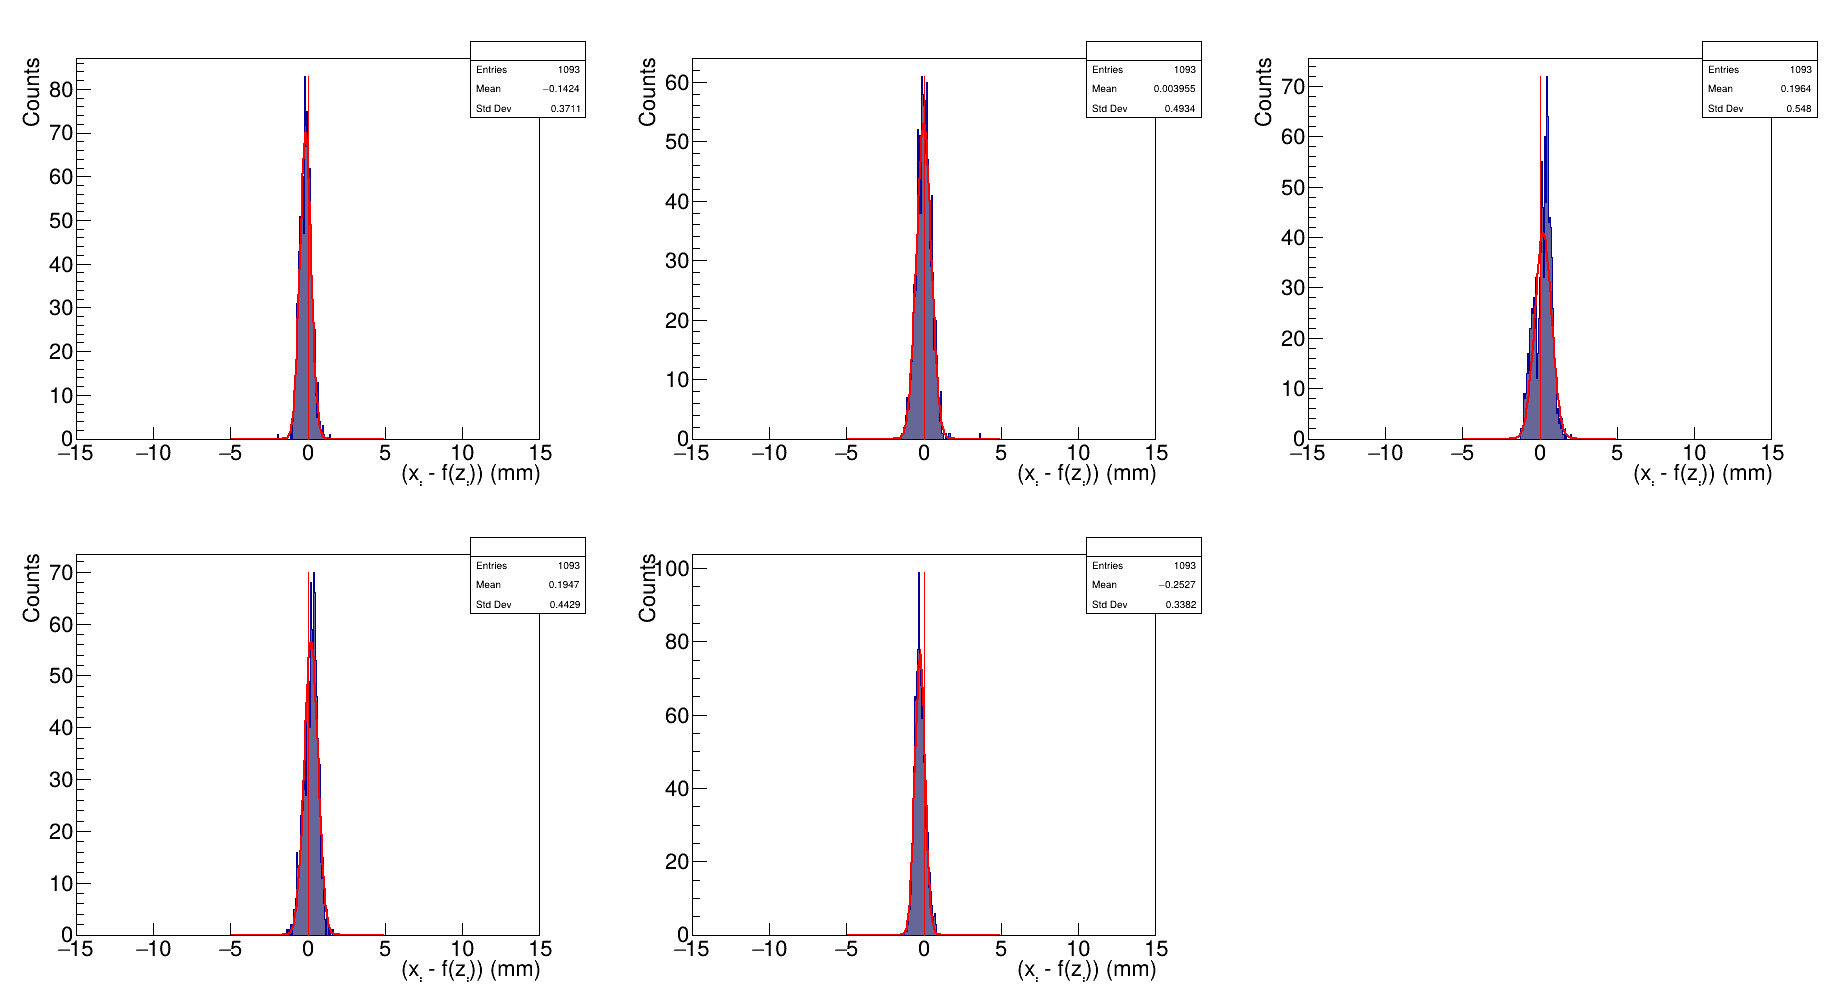 Counts
Entries 1093
Mean −0.1424
Std Dev 0.3711
80
70
60
50
40
30
20
10
0
−15 −10 −5 0 5 10 15
(x_i - f(z_i)) (mm)
Counts
Entries 1093
Mean 0.003955
Std Dev 0.4934
60
50
40
30
20
10
0
−15 −10 −5 0 5 10 15
(x_i - f(z_i)) (mm)
Counts
Entries 1093
Mean 0.1964
Std Dev 0.548
70
60
50
40
30
20
10
0
−15 −10 −5 0 5 10 15
(x_i - f(z_i)) (mm)
Counts
Entries 1093
Mean 0.1947
Std Dev 0.4429
70
60
50
40
30
20
10
0
−15 −10 −5 0 5 10 15
(x_i - f(z_i)) (mm)
Counts
Entries 1093
Mean −0.2527
Std Dev 0.3382
100
80
60
40
20
0
−15 −10 −5 0 5 10 15
(x_i - f(z_i)) (mm)